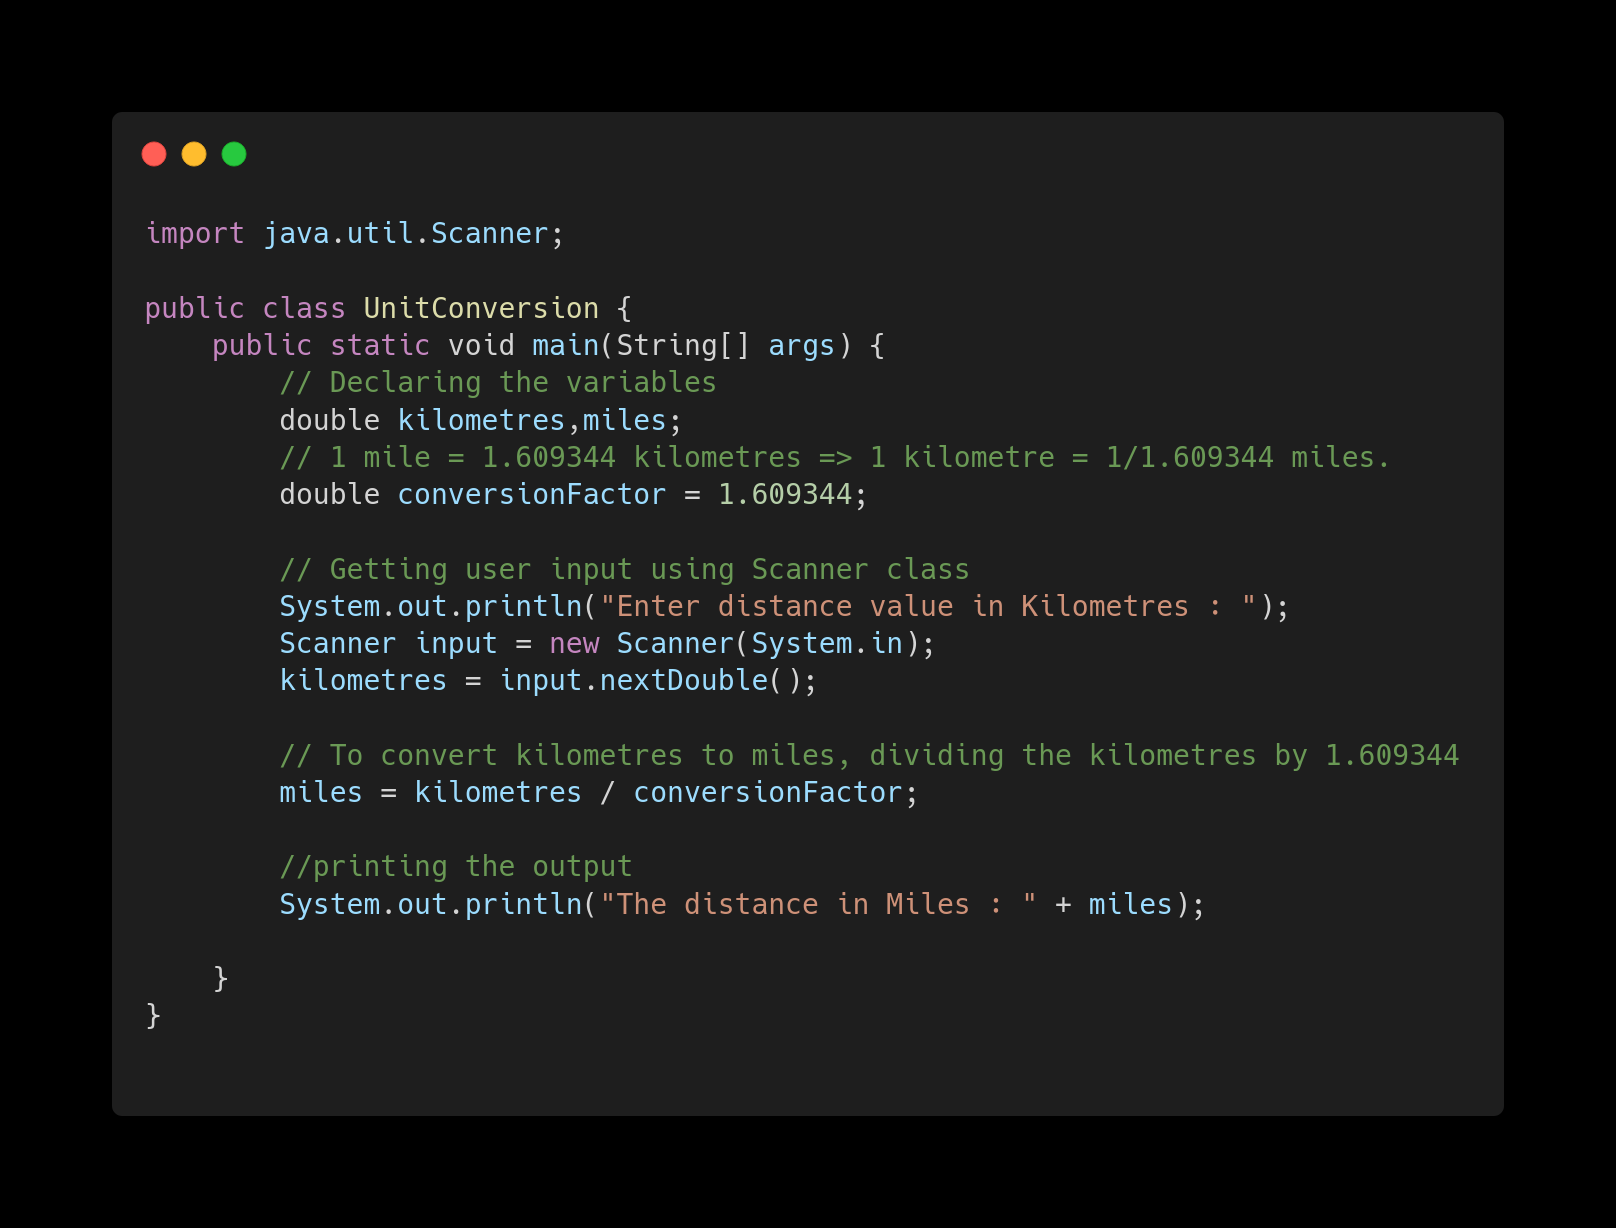 import java.util.Scanner;

public class UnitConversion {
    public static void main(String[] args) {
        // Declaring the variables
        double kilometres,miles;
        // 1 mile = 1.609344 kilometres => 1 kilometre = 1/1.609344 miles.
        double conversionFactor = 1.609344;

        // Getting user input using Scanner class
        System.out.println("Enter distance value in Kilometres : ");
        Scanner input = new Scanner(System.in);
        kilometres = input.nextDouble();

        // To convert kilometres to miles, dividing the kilometres by 1.609344
        miles = kilometres / conversionFactor;

        //printing the output
        System.out.println("The distance in Miles : " + miles);

    }
}